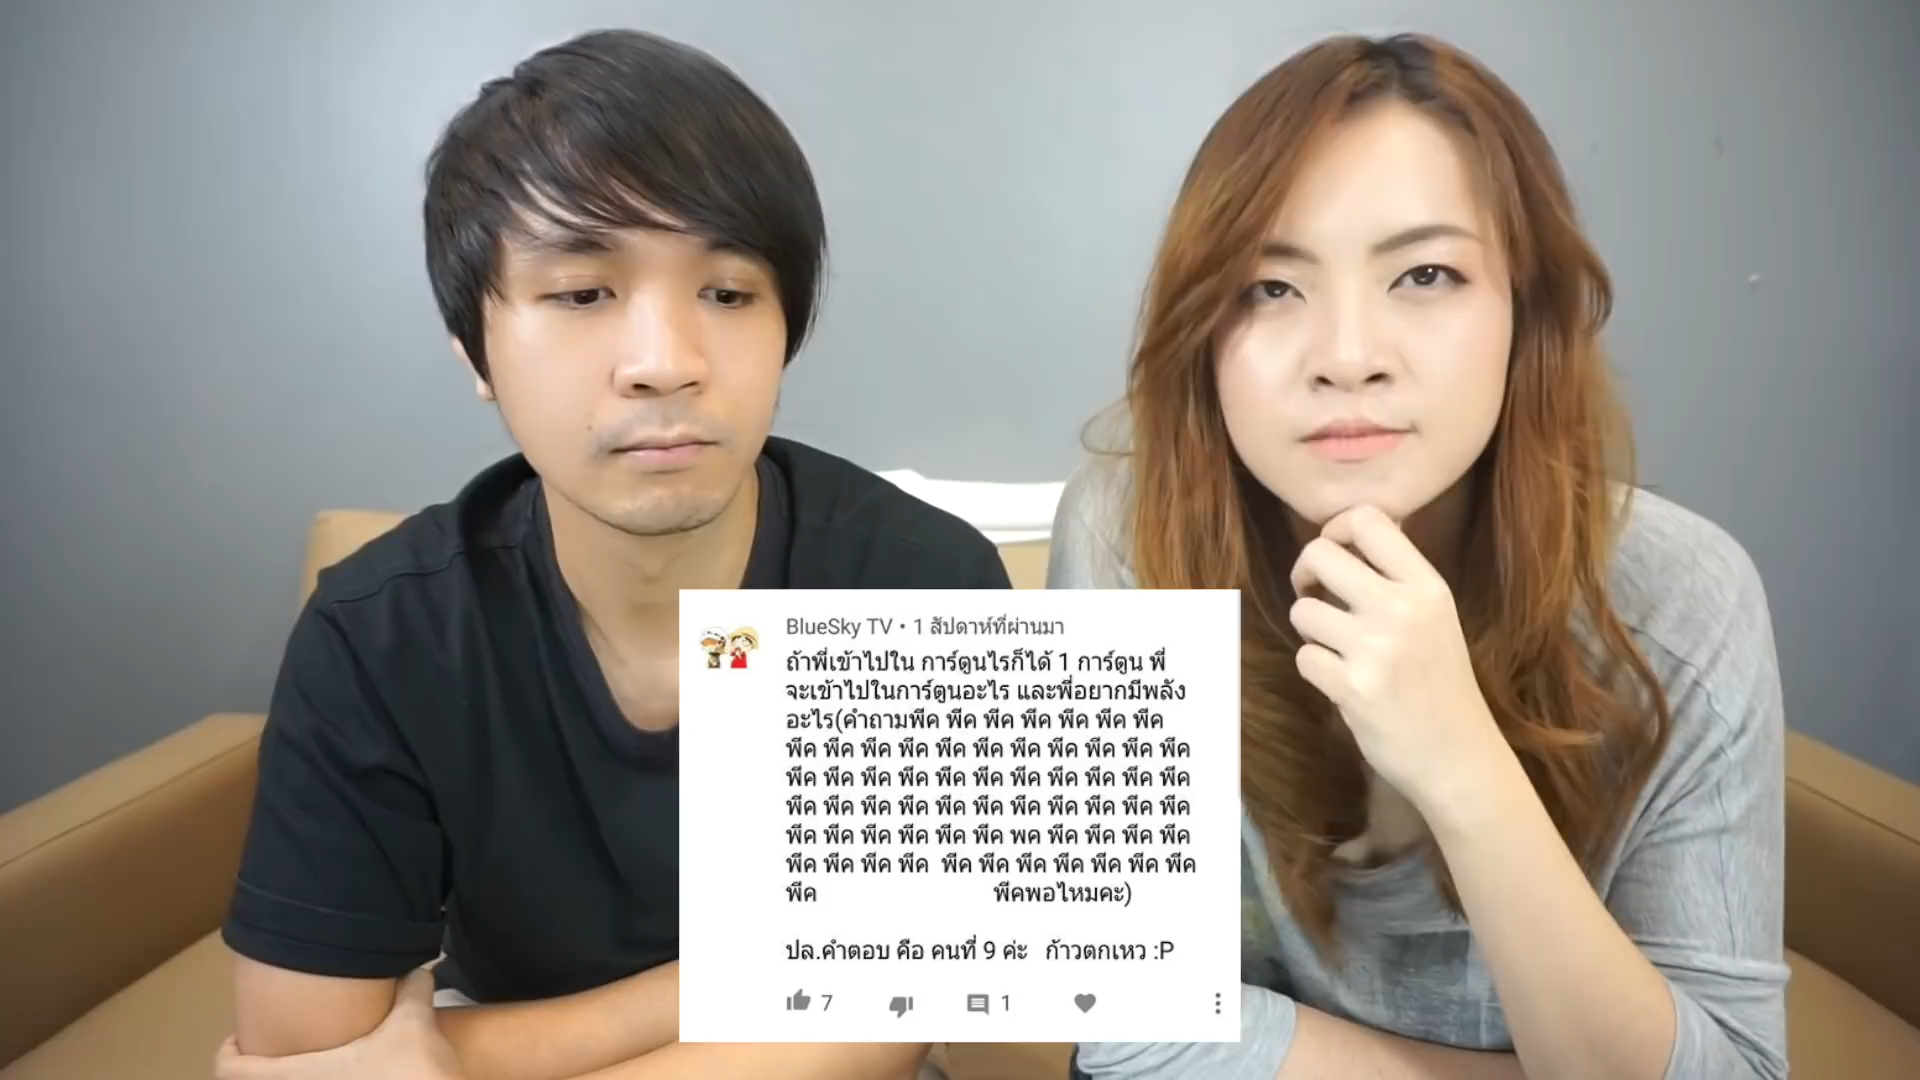 BlueSky TV • 1 สัปดาห์ที่ผ่านมา
ถ้าพี่เข้าไปใน การ์ตูนไรก็ได้ 1 การ์ตูน พี่
จะเข้าไปในการ์ตูนอะไร และพี่อยากมีพลัง
อะไร(คำถามพีค พีค พีค พีค พีค พีค พีค
พีค พีค พีค พีค พีค พีค พีค พีค พีค พีค พีค
พีค พีค พีค พีค พีค พีค พีค พีค พีค พีค พีค
พีค พีค พีค พีค พีค พีค พีค พีค พีค พีค พีค
พีค พีค พีค พีค พีค พีค พค พีค พีค พีค พีค
พีค พีค พีค พีค  พีค พีค พีค พีค พีค พีค พีค
พีค พีคพอไหมคะ)
ปล.คำตอบ คือ คนที่ 9 ค่ะ   ก้าวตกเหว :P
7 1